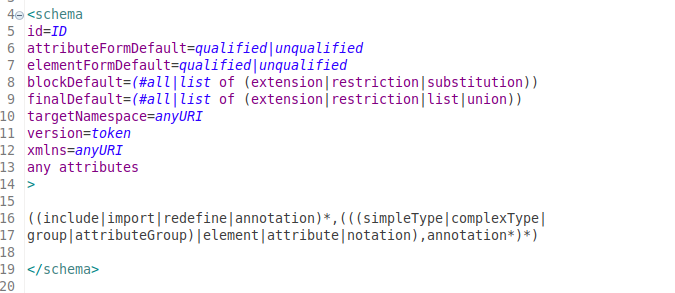 4 <schema
5 id=ID
6 attributeFormDefault=qualified|unqualified
7 elementFormDefault=qualified|unqualified
8 blockDefault=(#all|list of (extension|restriction|substitution))
9 finalDefault=(#all|list of (extension|restriction|list|union))
10 targetNamespace=anyURI
11 version=token
12 xmlns=anyURI
13 any attributes
14 >
15
16 ((include|import|redefine|annotation)*,(((simpleType|complexType|
17 group|attributeGroup)|element|attribute|notation),annotation*)*)
18
19 </schema>
20